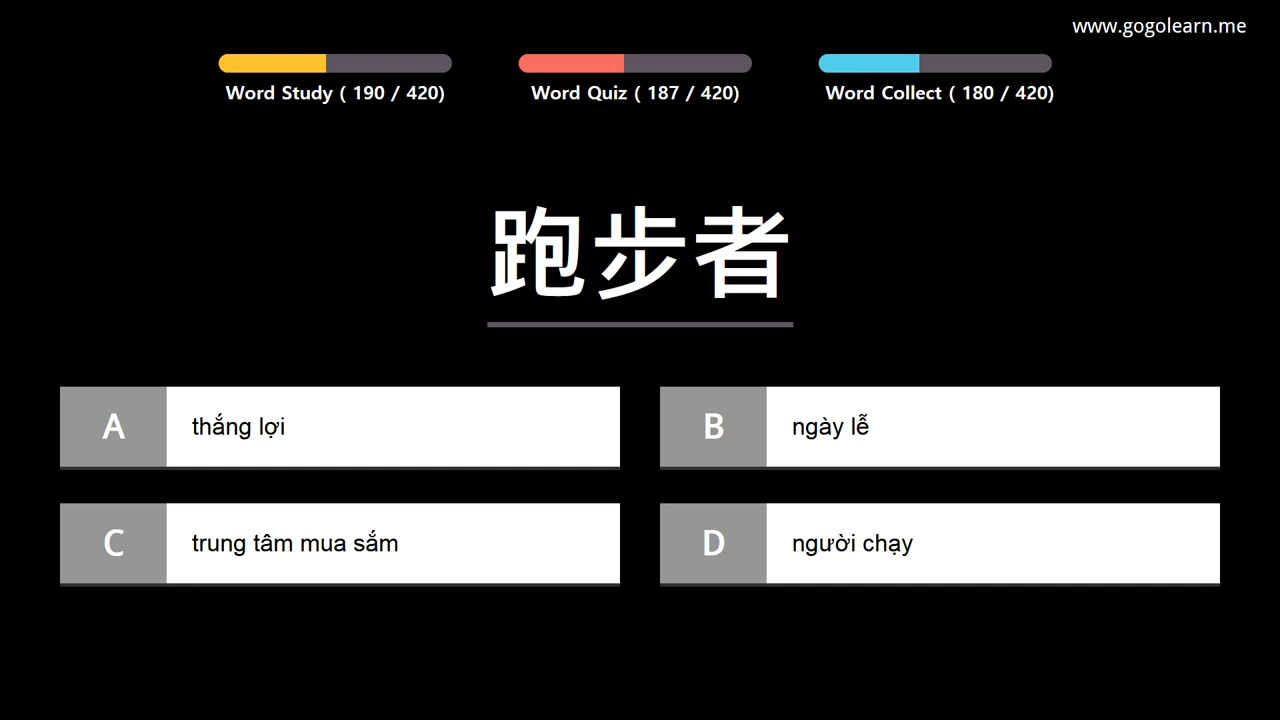 www.gogolearn.me
Word Study ( 190 / 420)
Word Quiz ( 187 / 420)
Word Collect ( 180 / 420)
跑步者
A
thắng lợi
B
ngày lễ
C
trung tâm mua sắm
D
người chạy